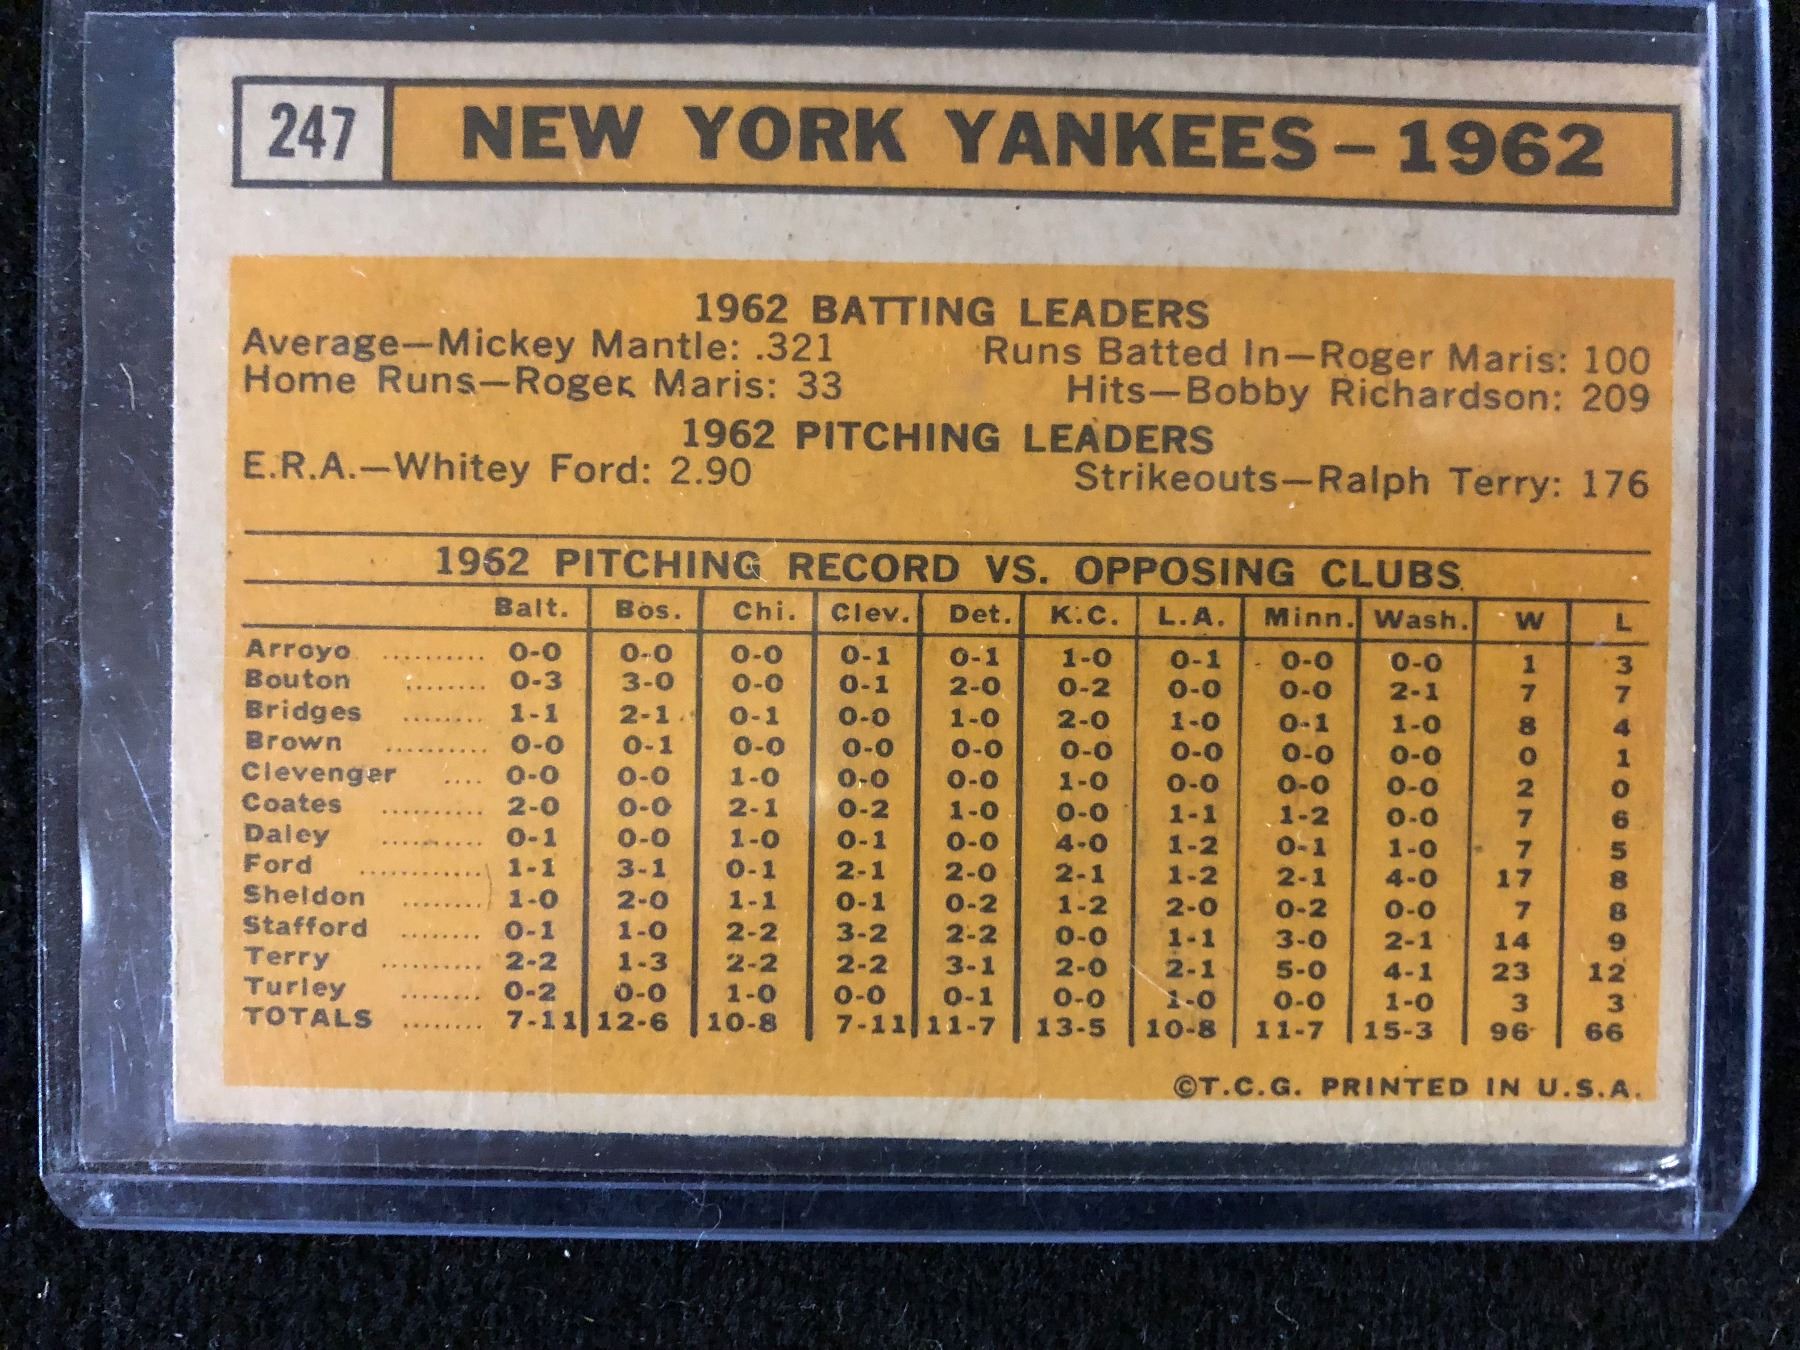 247 NEW YORK YANKEES – 1962
1962 BATTING LEADERS
Average—Mickey Mantle: .321 Runs Batted In—Roger Maris: 100
Home Runs—Roger Maris: 33 Hits—Bobby Richardson: 209
1962 PITCHING LEADERS
E.R.A.—Whitey Ford: 2.90 Strikeouts—Ralph Terry: 176
1962 PITCHING RECORD VS. OPPOSING CLUBS
Balt. Bos. Chi. Clev. Det. K.C. L.A. Minn. Wash. W L
Arroyo .......... 0-0 0-0 0-0 0-1 0-1 1-0 0-1 0-0 0-0 1 3
Bouton ........ 0-3 3-0 0-0 0-1 2-0 0-2 0-0 0-0 2-1 7 7
Bridges ........ 1-1 2-1 0-1 0-0 1-0 2-0 1-0 0-1 1-0 8 4
Brown .......... 0-0 0-1 0-0 0-0 0-0 0-0 0-0 0-0 0-0 0 1
Clevenger .... 0-0 0-0 1-0 0-0 0-0 1-0 0-0 0-0 0-0 2 0
Coates .......... 2-0 0-0 2-1 0-2 1-0 0-0 1-1 1-2 0-0 7 6
Daley .......... 0-1 0-0 1-0 0-1 0-0 4-0 1-2 0-1 1-0 7 5
Ford ............ 1-1 3-1 0-1 2-1 2-0 2-1 1-2 2-1 4-0 17 8
Sheldon ........ 1-0 2-0 1-1 0-1 0-2 1-2 2-0 0-2 0-0 7 8
Stafford ........ 0-1 1-0 2-2 3-2 2-2 0-0 1-1 3-0 2-1 14 9
Terry .......... 2-2 1-3 2-2 2-2 3-1 2-0 2-1 5-0 4-1 23 12
Turley ........ 0-2 0-0 1-0 0-0 0-1 0-0 1-0 0-0 1-0 3 3
TOTALS ........ 7-11 12-6 10-8 7-11 11-7 13-5 10-8 11-7 15-3 96 66
©T.C.G. PRINTED IN U.S.A.